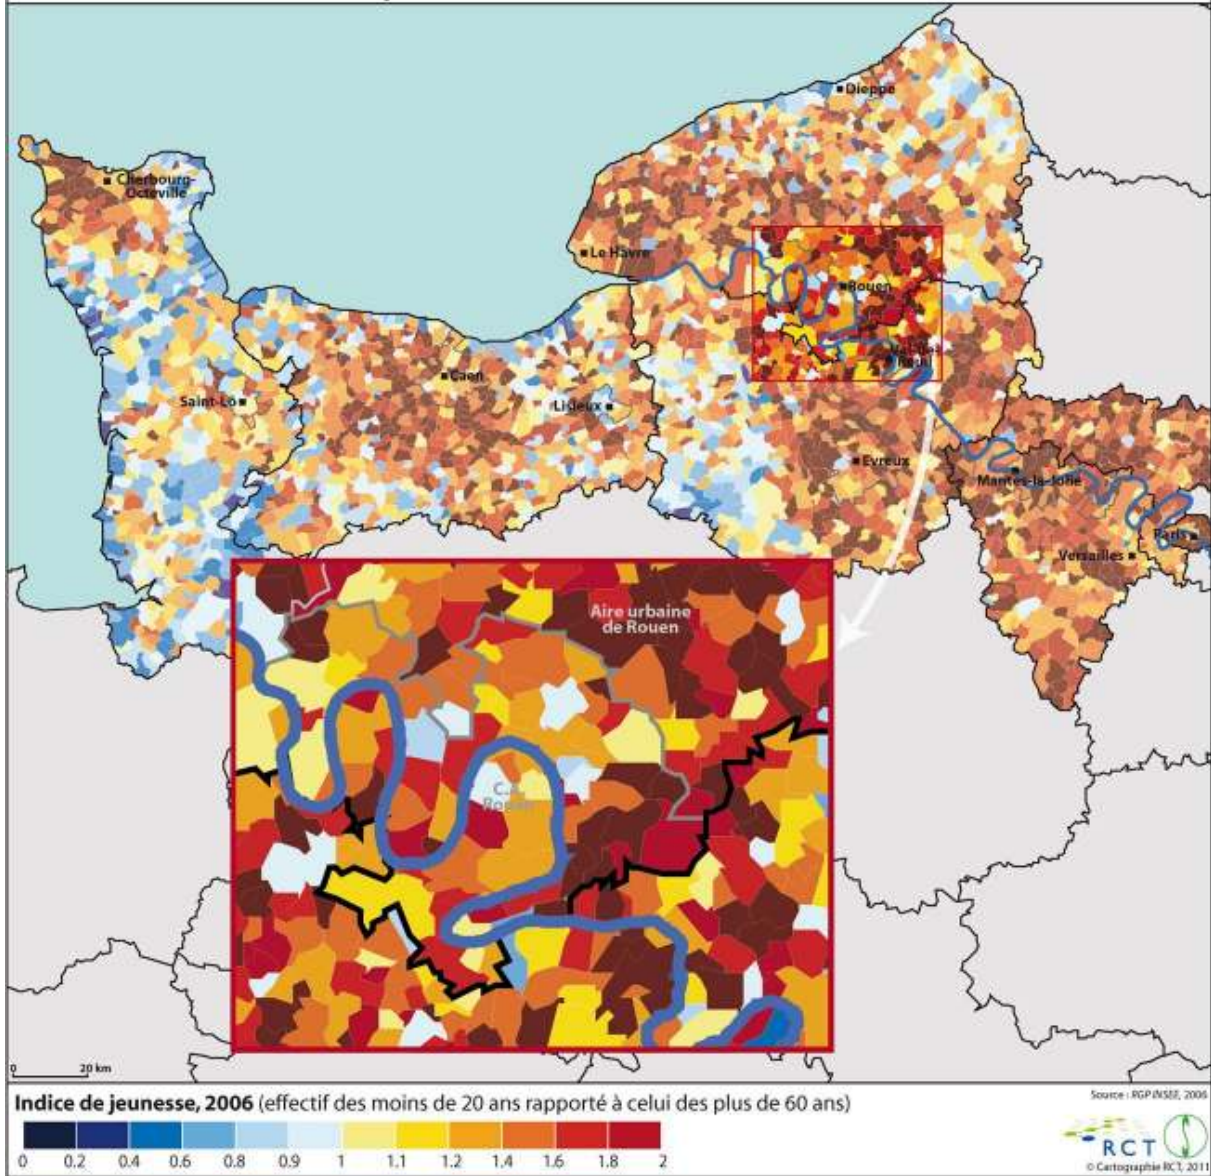 Dieppe
Cherbourg-
Octeville
Le Havre
Rouen
Caen
Saint-Lô
Lisieux
Evreux
Mantes-la-Jolie
Paris
Versailles
Aire urbaine
de Rouen
C.A.
Rouen
0 20 km
Indice de jeunesse, 2006 (effectif des moins de 20 ans rapporté à celui des plus de 60 ans)
0 0.2 0.4 0.6 0.8 0.9 1 1.1 1.2 1.4 1.6 1.8 2
Source : RGP INSEE, 2006
RCT
© Cartographie RCT, 2011